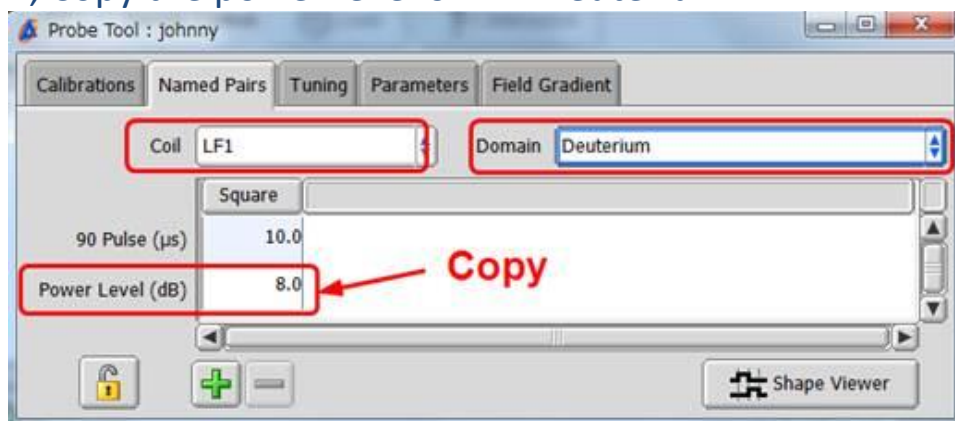 Probe Tool : johnny
Calibrations Named Pairs Tuning Parameters Field Gradient
Coil LF1 Domain Deuterium
Square
90 Pulse (µs) 10.0
Copy
Power Level (dB) 8.0
Shape Viewer